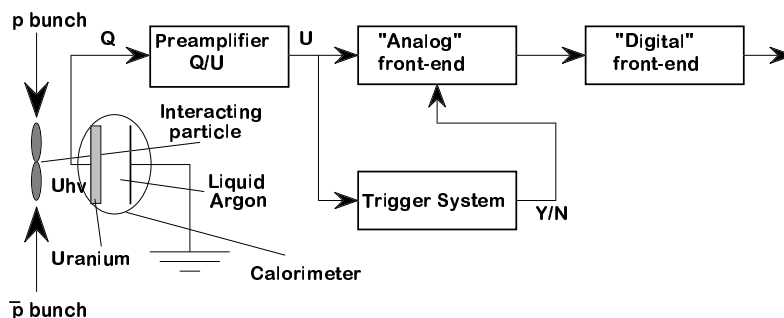 p bunch
Q
Preamplifier
Q/U
U
"Analog"
front-end
"Digital"
front-end
Interacting
particle
Uhv
Liquid
Argon
Trigger System
Y/N
Uranium
Calorimeter
p̅ bunch